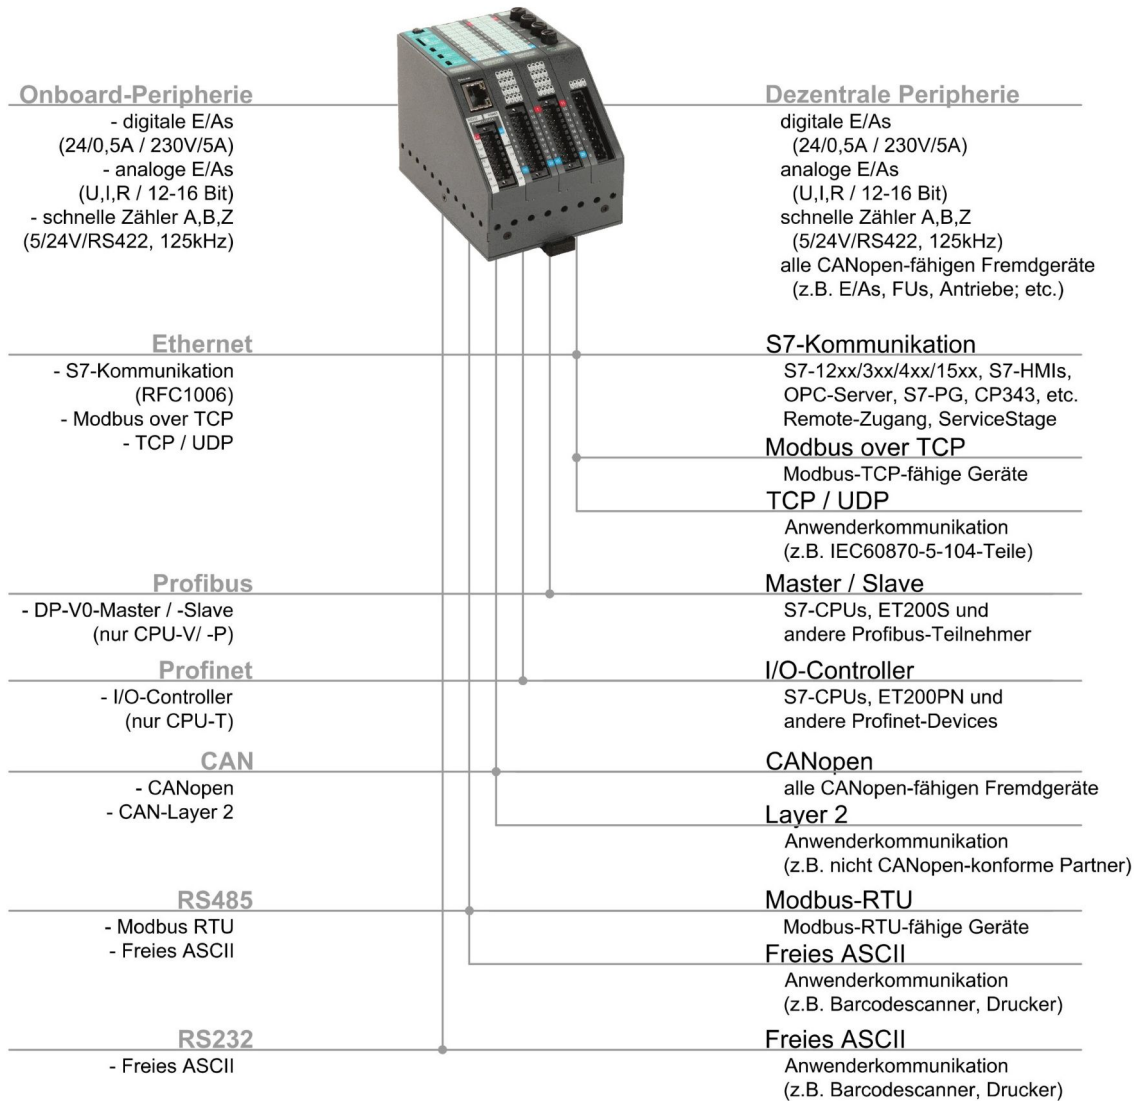 Onboard-Peripherie
- digitale E/As
(24/0,5A / 230V/5A)
- analoge E/As
(U,I,R / 12-16 Bit)
- schnelle Zähler A,B,Z
(5/24V/RS422, 125kHz)
Dezentrale Peripherie
digitale E/As
(24/0,5A / 230V/5A)
analoge E/As
(U,I,R / 12-16 Bit)
schnelle Zähler A,B,Z
(5/24V/RS422, 125kHz)
alle CANopen-fähigen Fremdgeräte
(z.B. E/As, FUs, Antriebe; etc.)
Ethernet
- S7-Kommunikation
(RFC1006)
- Modbus over TCP
- TCP / UDP
S7-Kommunikation
S7-12xx/3xx/4xx/15xx, S7-HMIs,
OPC-Server, S7-PG, CP343, etc.
Remote-Zugang, ServiceStage
Modbus over TCP
Modbus-TCP-fähige Geräte
TCP / UDP
Anwenderkommunikation
(z.B. IEC60870-5-104-Teile)
Profibus
- DP-V0-Master / -Slave
(nur CPU-V/ -P)
Master / Slave
S7-CPUs, ET200S und
andere Profibus-Teilnehmer
Profinet
- I/O-Controller
(nur CPU-T)
I/O-Controller
S7-CPUs, ET200PN und
andere Profinet-Devices
CAN
- CANopen
- CAN-Layer 2
CANopen
alle CANopen-fähigen Fremdgeräte
Layer 2
Anwenderkommunikation
(z.B. nicht CANopen-konforme Partner)
RS485
- Modbus RTU
- Freies ASCII
Modbus-RTU
Modbus-RTU-fähige Geräte
Freies ASCII
Anwenderkommunikation
(z.B. Barcodescanner, Drucker)
RS232
- Freies ASCII
Freies ASCII
Anwenderkommunikation
(z.B. Barcodescanner, Drucker)